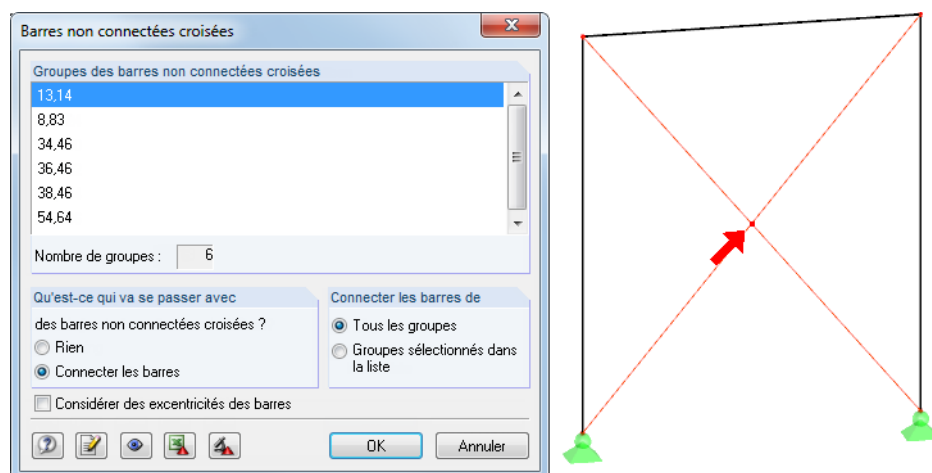 Barres non connectées croisées
Groupes des barres non connectées croisées
13,14
8,83
34,46
36,46
38,46
54,64
Nombre de groupes : 6
Qu'est-ce qui va se passer avec
des barres non connectées croisées ?
Rien
Connecter les barres
Connecter les barres de
Tous les groupes
Groupes sélectionnés dans
la liste
Considérer des excentricités des barres
OK
Annuler